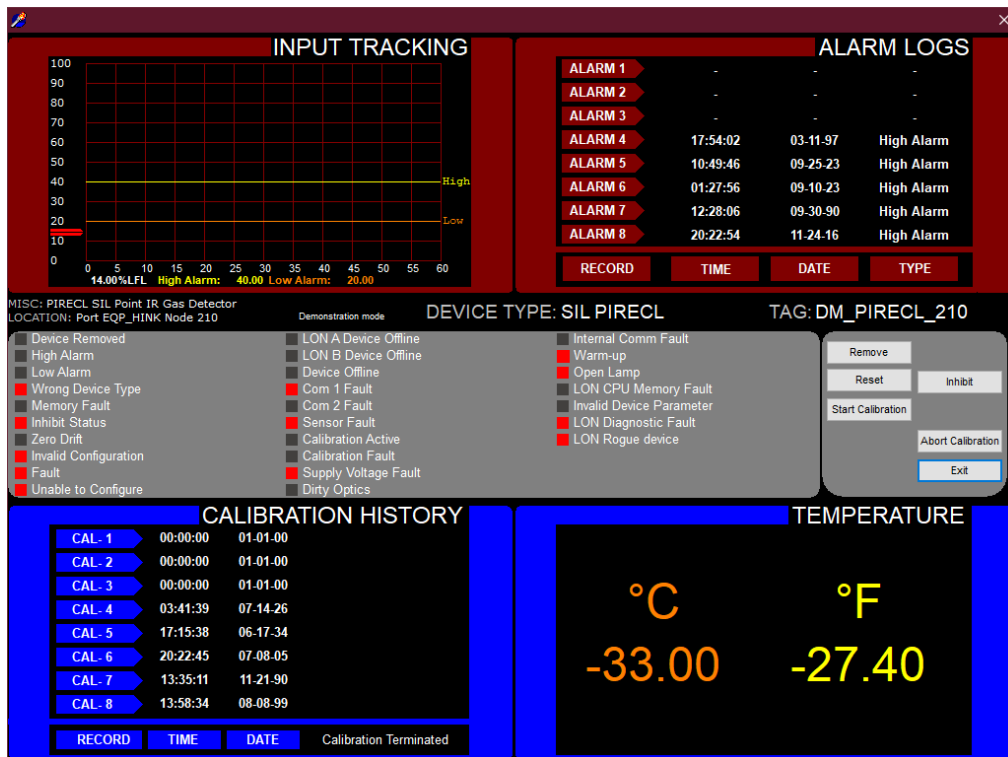 INPUT TRACKING
100
90
80
70
60
50
40
30
20
10
0
High
Low
0 5 10 15 20 25 30 35 40 45 50 55 60
14.00%LFL High Alarm: 40.00 Low Alarm: 20.00
ALARM LOGS
ALARM 1 - - -
ALARM 2 - - -
ALARM 3 - - -
ALARM 4 17:54:02 03-11-97 High Alarm
ALARM 5 10:49:46 09-25-23 High Alarm
ALARM 6 01:27:56 09-10-23 High Alarm
ALARM 7 12:28:06 09-30-90 High Alarm
ALARM 8 20:22:54 11-24-16 High Alarm
RECORD TIME DATE TYPE
MISC: PIRECL SIL Point IR Gas Detector
LOCATION: Port EQP_HINK Node 210
Demonstration mode
DEVICE TYPE: SIL PIRECL
TAG: DM_PIRECL_210
Device Removed
High Alarm
Low Alarm
Wrong Device Type
Memory Fault
Inhibit Status
Zero Drift
Invalid Configuration
Fault
Unable to Configure
LON A Device Offline
LON B Device Offline
Device Offline
Com 1 Fault
Com 2 Fault
Sensor Fault
Calibration Active
Calibration Fault
Supply Voltage Fault
Dirty Optics
Internal Comm Fault
Warm-up
Open Lamp
LON CPU Memory Fault
Invalid Device Parameter
LON Diagnostic Fault
LON Rogue device
Remove
Reset
Inhibit
Start Calibration
Abort Calibration
Exit
CALIBRATION HISTORY
CAL- 1 00:00:00 01-01-00
CAL- 2 00:00:00 01-01-00
CAL- 3 00:00:00 01-01-00
CAL- 4 03:41:39 07-14-26
CAL- 5 17:15:38 06-17-34
CAL- 6 20:22:45 07-08-05
CAL- 7 13:35:11 11-21-90
CAL- 8 13:58:34 08-08-99
RECORD TIME DATE Calibration Terminated
TEMPERATURE
°C °F
-33.00 -27.40